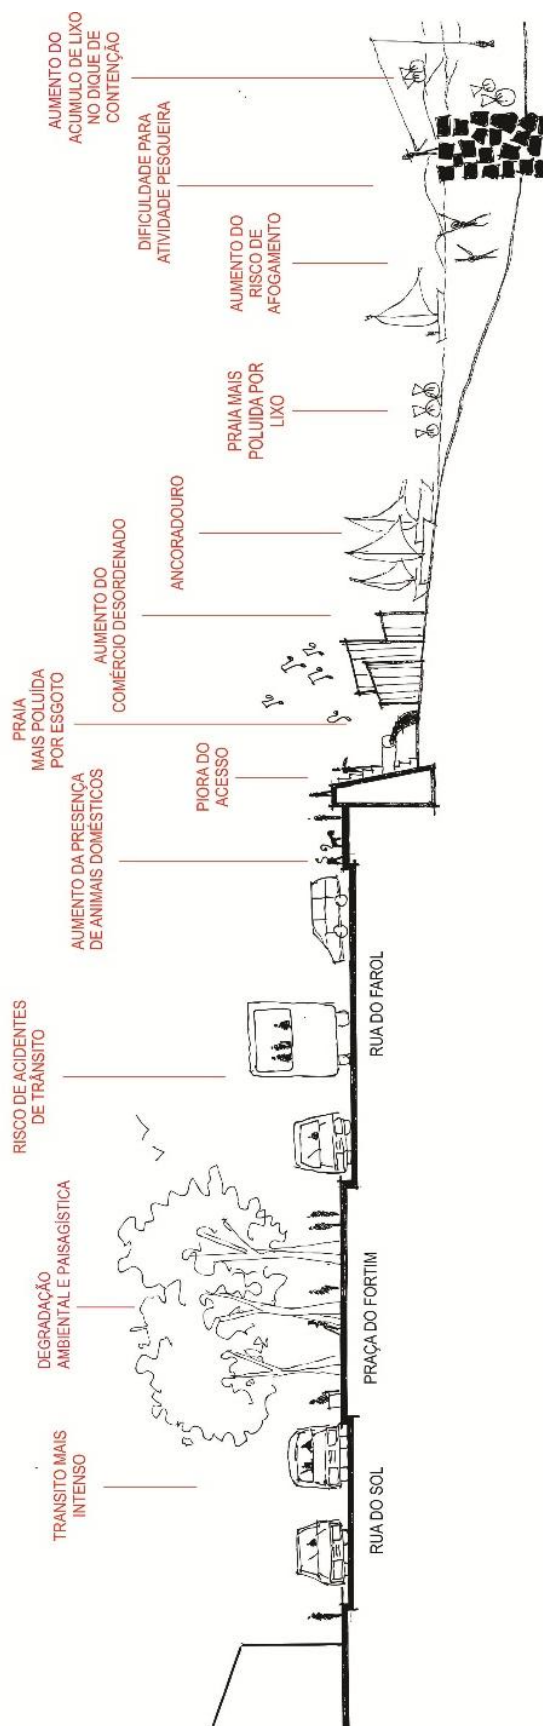 TRANSITO MAIS
INTENSO
DEGRADAÇÃO
AMBIENTAL E PAISAGÍSTICA
RISCO DE ACIDENTES
DE TRÂNSITO
AUMENTO DA PRESENÇA
DE ANIMAIS DOMÉSTICOS
PIORA DO
ACESSO
PRAIA
MAIS POLUÍDA
POR ESGOTO
AUMENTO DO
COMÉRCIO DESORDENADO
ANCORADOURO
PRAIA MAIS
POLUIDA POR
LIXO
AUMENTO DO
RISCO DE
AFOGAMENTO
DIFICULDADE PARA
ATIVIDADE PESQUEIRA
AUMENTO DO
ACUMULO DE LIXO
NO DIQUE DE
CONTENÇÃO
RUA DO SOL
PRAÇA DO FORTIM
RUA DO FAROL